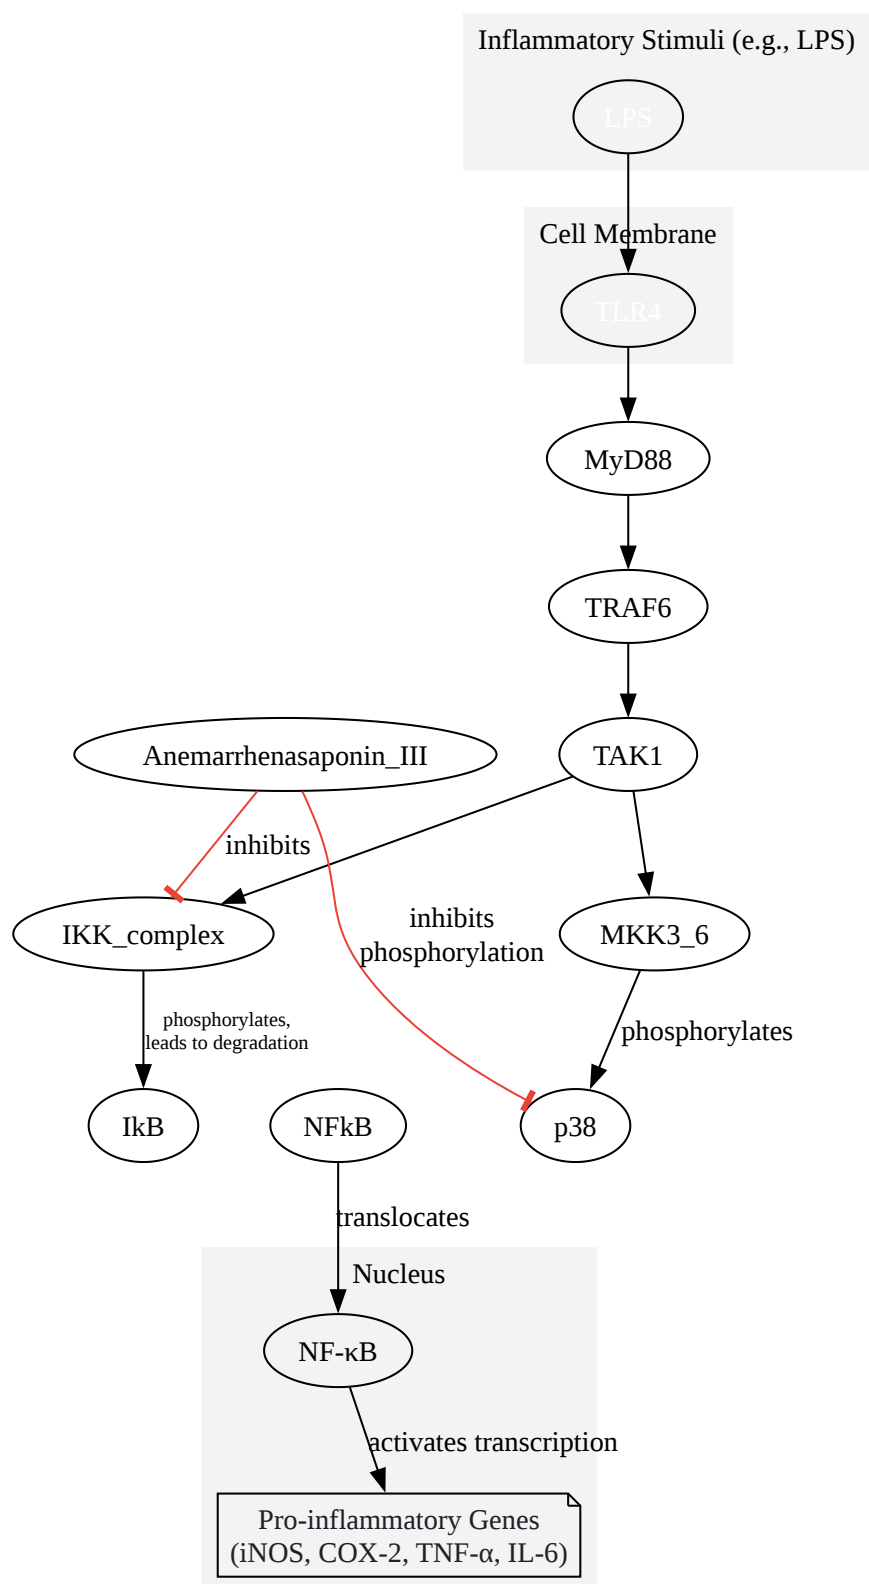 Inflammatory Stimuli (e.g., LPS)
LPS
Cell Membrane
TLR4
MyD88
TRAF6
Anemarrhenasaponin_III
TAK1
inhibits
inhibits
phosphorylation
IKK_complex
MKK3_6
phosphorylates,
leads to degradation
phosphorylates
IkB
NFkB
p38
translocates
Nucleus
NF-κB
activates transcription
Pro-inflammatory Genes
(iNOS, COX-2, TNF-α, IL-6)